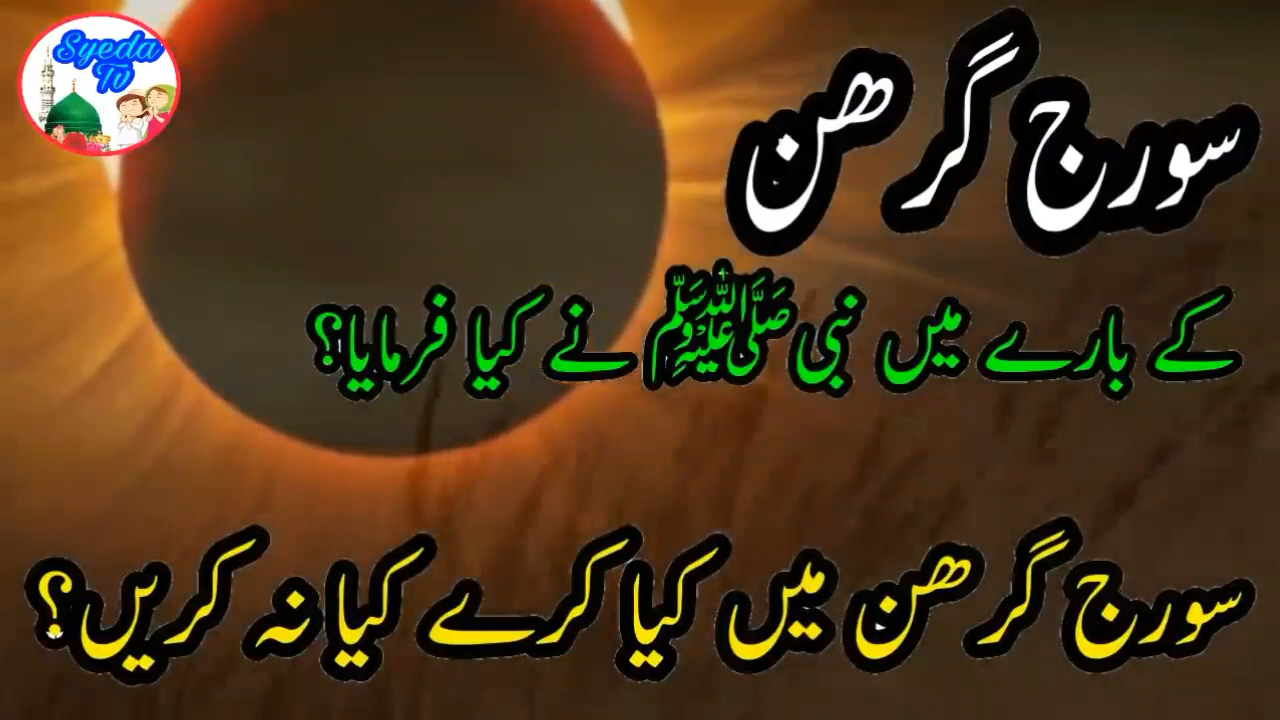 Syeda
Tv
سورج گرھن
کے بارے میں نبی ﷺ نے کیا فرمایا؟
سورج گرھن میں کیا کرے کیا نہ کریں؟